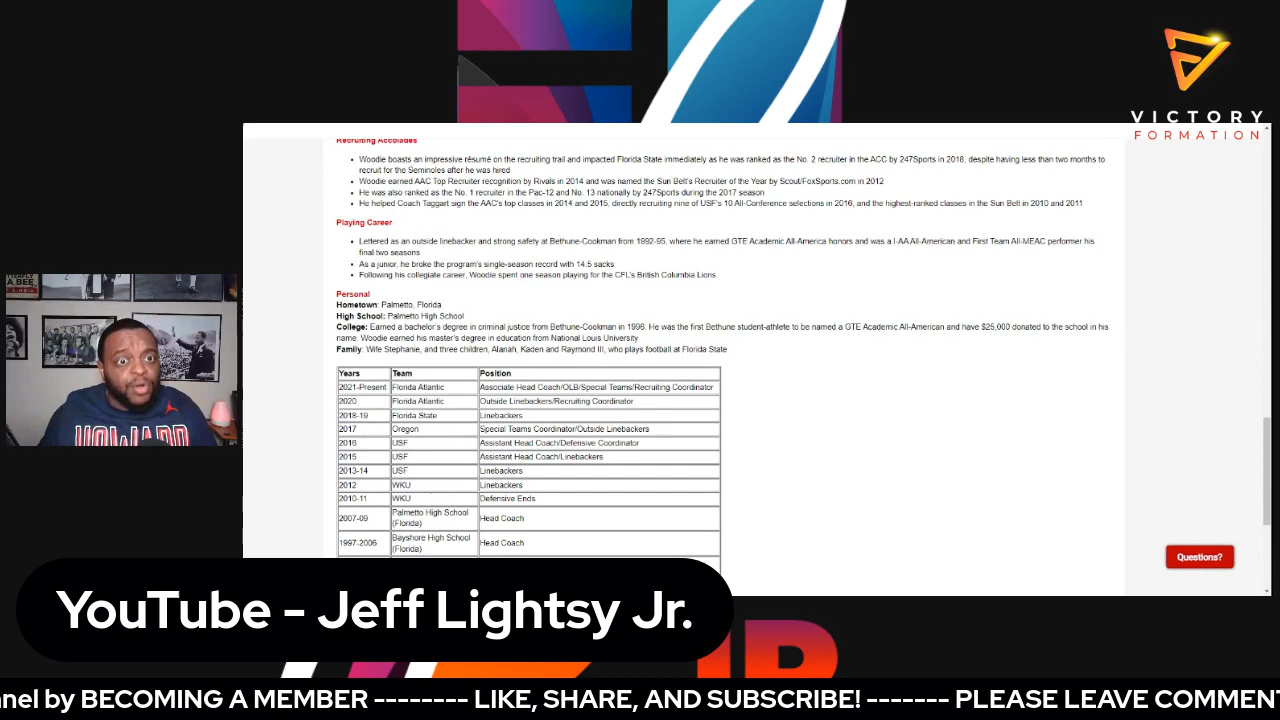 VICTORY
FORMATION
Recruiting Accolades
Woodie boasts an impressive résumé on the recruiting trail and impacted Florida State immediately as he was ranked as the No. 2 recruiter in the ACC by 247Sports in 2018, despite having less than two months to
recruit for the Seminoles after he was hired
Woodie earned AAC Top Recruiter recognition by Rivals in 2014 and was named the Sun Belt's Recruiter of the Year by Scout/FoxSports.com in 2012
He was also ranked as the No. 1 recruiter in the Pac-12 and No. 13 nationally by 247Sports during the 2017 season
He helped Coach Taggart sign the AAC's top classes in 2014 and 2015, directly recruiting nine of USF's 10 All-Conference selections in 2016, and the highest-ranked classes in the Sun Belt in 2010 and 2011
Playing Career
Lettered as an outside linebacker and strong safety at Bethune-Cookman from 1992-95, where he earned GTE Academic All-America honors and was a I-AA All-American and First Team All-MEAC performer his
final two seasons
As a junior, he broke the program's single-season record with 14.5 sacks
Following his collegiate career, Woodie spent one season playing for the CFL's British Columbia Lions
Personal
Hometown: Palmetto, Florida
High School: Palmetto High School
College: Earned a bachelor's degree in criminal justice from Bethune-Cookman in 1996. He was the first Bethune student-athlete to be named a GTE Academic All-American and have $25,000 donated to the school in his
name. Woodie earned his master's degree in education from National Louis University
Family: Wife Stephanie, and three children, Alanah, Kaden and Raymond III, who plays football at Florida State
Years Team Position
2021-Present Florida Atlantic Associate Head Coach/OLB/Special Teams/Recruiting Coordinator
2020 Florida Atlantic Outside Linebackers/Recruiting Coordinator
2018-19 Florida State Linebackers
2017 Oregon Special Teams Coordinator/Outside Linebackers
2016 USF Assistant Head Coach/Defensive Coordinator
2015 USF Assistant Head Coach/Linebackers
2013-14 USF Linebackers
2012 WKU Linebackers
2010-11 WKU Defensive Ends
2007-09 Palmetto High School (Florida) Head Coach
1997-2006 Bayshore High School (Florida) Head Coach
Questions?
HOWARD
YouTube - Jeff Lightsy Jr.
nnel by BECOMING A MEMBER -------- LIKE, SHARE, AND SUBSCRIBE! ------- PLEASE LEAVE COMMENT